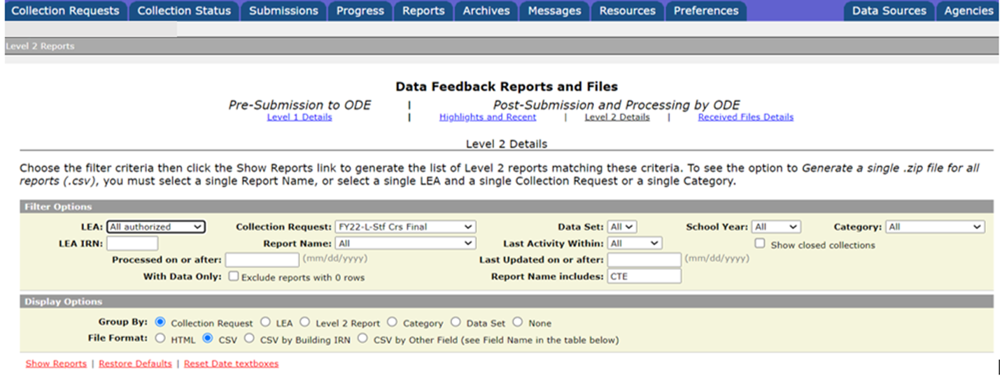 Collection Requests Collection Status Submissions Progress Reports Archives Messages Resources Preferences Data Sources Agencies
Level 2 Reports
Data Feedback Reports and Files
Pre-Submission to ODE | Post-Submission and Processing by ODE
Level 1 Details | Highlights and Recent | Level 2 Details | Received Files Details
Level 2 Details
Choose the filter criteria then click the Show Reports link to generate the list of Level 2 reports matching these criteria. To see the option to Generate a single .zip file for all
reports (.csv), you must select a single Report Name, or select a single LEA and a single Collection Request or a single Category.
Filter Options
LEA: All authorized Collection Request: FY22-L-Stf Crs Final Data Set: All School Year: All Category: All
LEA IRN: Report Name: All Last Activity Within: All Show closed collections
Processed on or after: (mm/dd/yyyy) Last Updated on or after: (mm/dd/yyyy)
With Data Only: Exclude reports with 0 rows Report Name includes: CTE
Display Options
Group By: Collection Request LEA Level 2 Report Category Data Set None
File Format: HTML CSV CSV by Building IRN CSV by Other Field (see Field Name in the table below)
Show Reports | Restore Defaults | Reset Date textboxes